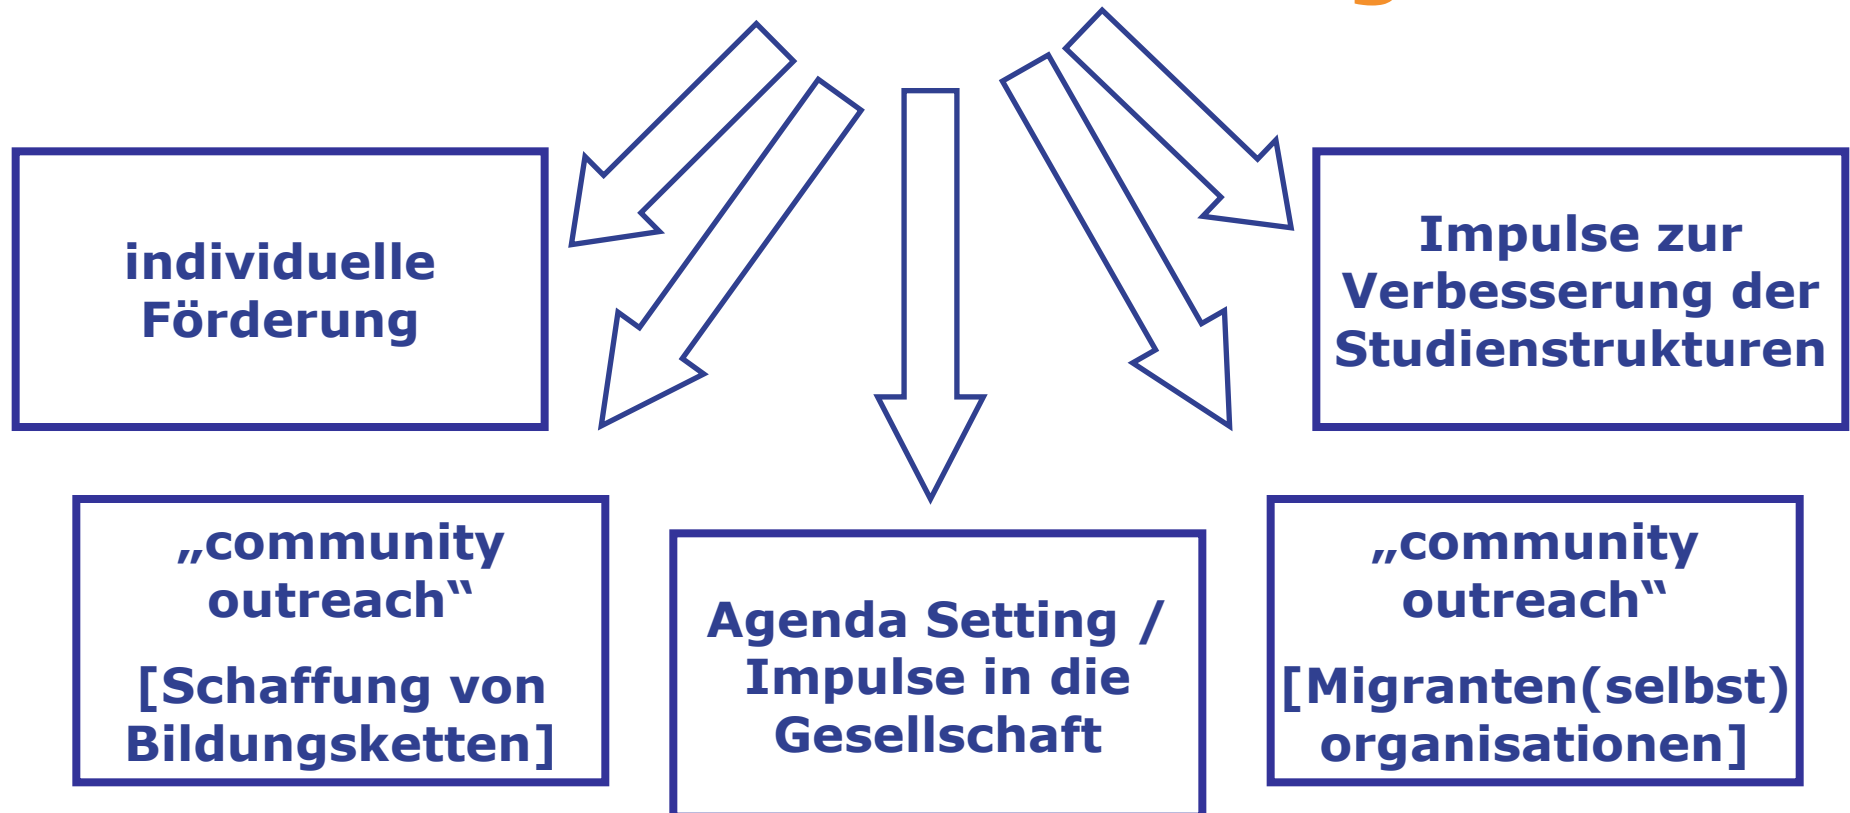 individuelle
Förderung
Impulse zur
Verbesserung der
Studienstrukturen
„community
outreach“
[Schaffung von
Bildungsketten]
Agenda Setting /
Impulse in die
Gesellschaft
„community
outreach“
[Migranten(selbst)
organisationen]